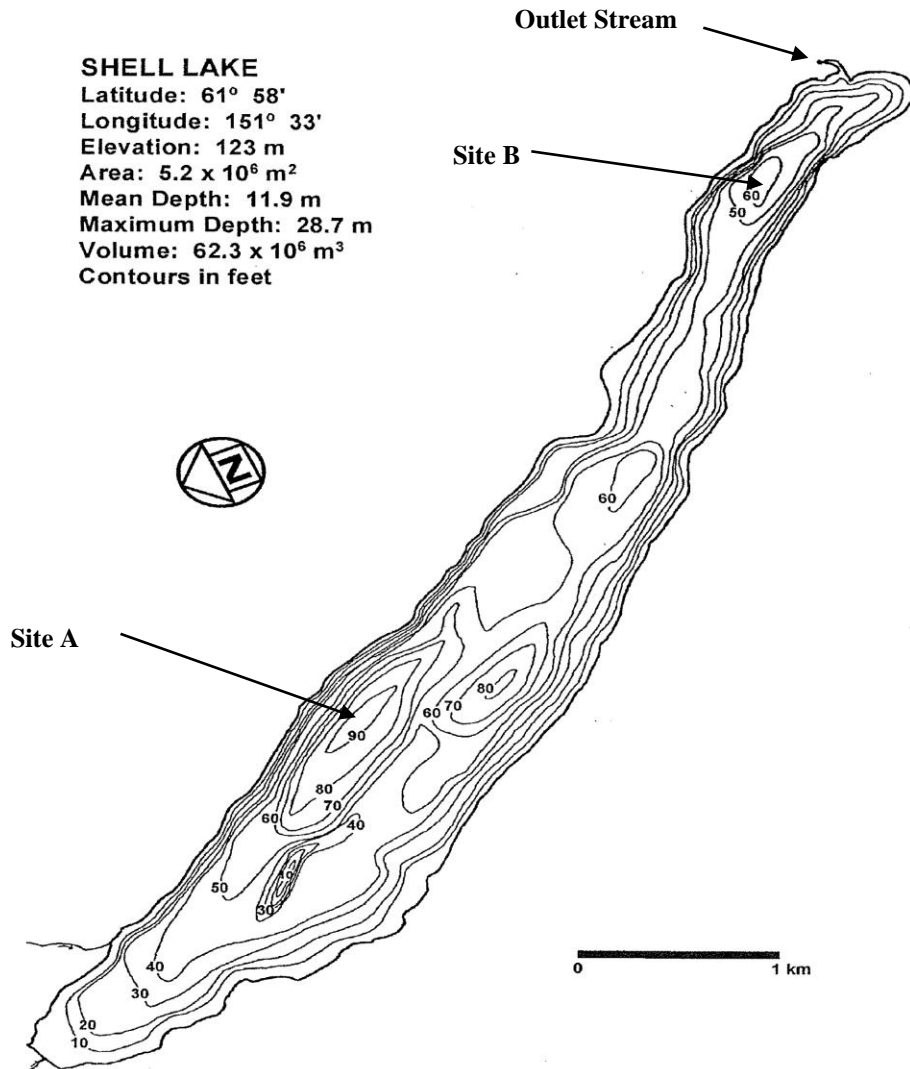 Outlet Stream
SHELL LAKE
Latitude: 61° 58'
Longitude: 151° 33'
Elevation: 123 m
Area: 5.2 x 10⁶ m²
Mean Depth: 11.9 m
Maximum Depth: 28.7 m
Volume: 62.3 x 10⁶ m³
Contours in feet
Site B
60
50
N
60
Site A
80
70
60
90
80
70
60
40
10
50
30
40
30
20
10
0 1 km